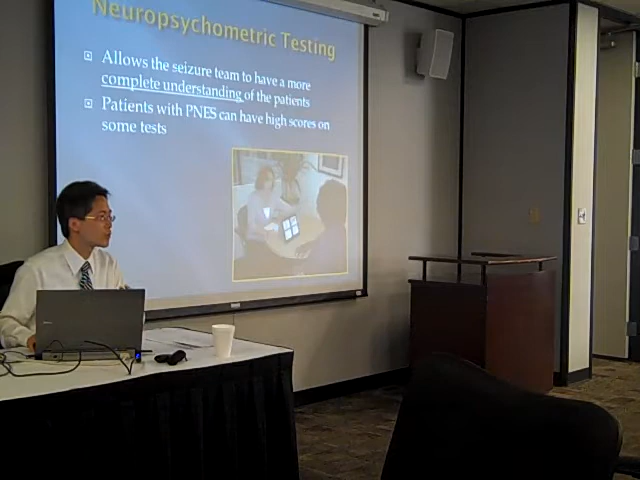 Neuropsychometric Testing
Allows the seizure team to have a more
complete understanding of the patients
Patients with PNES can have high scores on
some tests